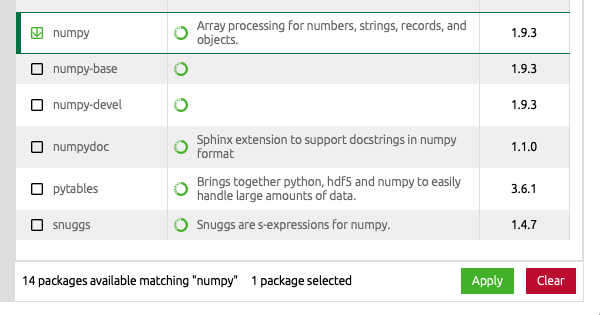 numpy Array processing for numbers, strings, records, and objects. 1.9.3
numpy-base 1.9.3
numpy-devel 1.9.3
numpydoc Sphinx extension to support docstrings in numpy format 1.1.0
pytables Brings together python, hdf5 and numpy to easily handle large amounts of data. 3.6.1
snuggs Snuggs are s-expressions for numpy. 1.4.7
14 packages available matching "numpy" 1 package selected Apply Clear